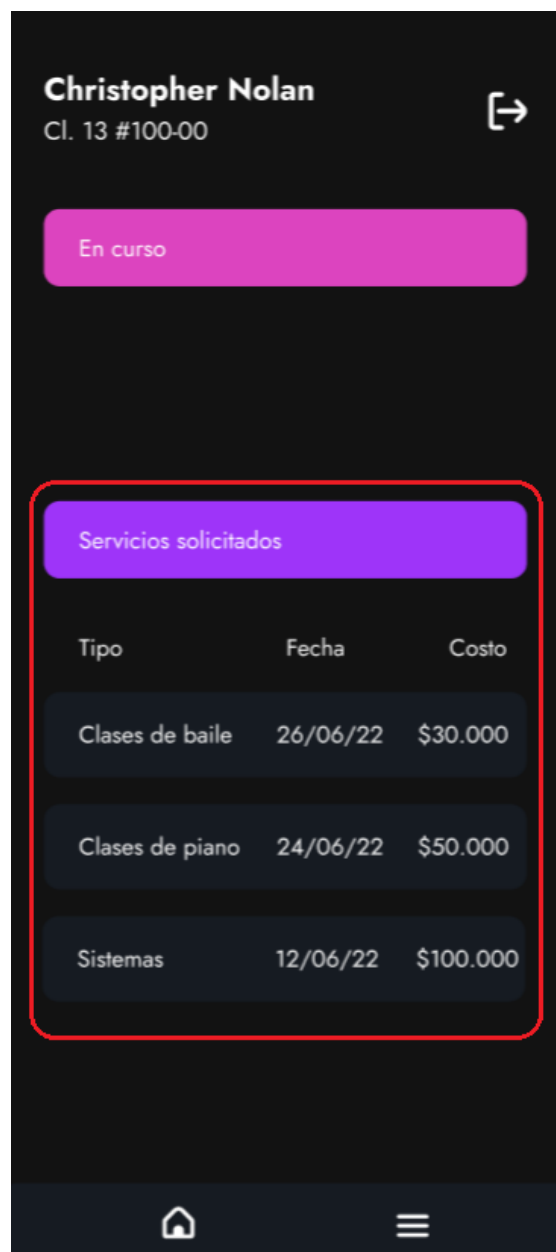 Christopher Nolan
Cl. 13 #100-00
En curso
Servicios solicitados
Tipo Fecha Costo
Clases de baile 26/06/22 $30.000
Clases de piano 24/06/22 $50.000
Sistemas 12/06/22 $100.000